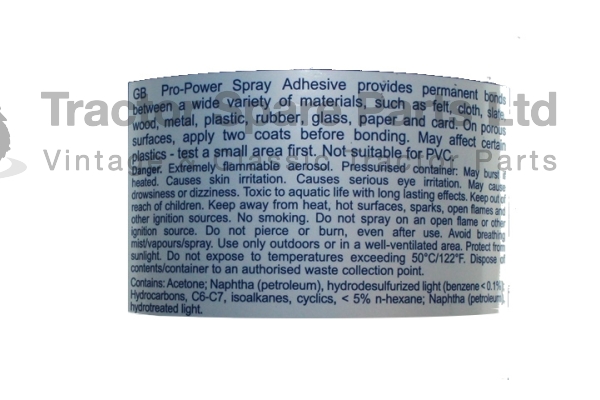 GB Pro-Power Spray Adhesive provides permanent bonds
between a wide variety of materials, such as felt, cloth, slate,
wood, metal, plastic, rubber, glass, paper and card. On porous
surfaces, apply two coats before bonding. May affect certain
plastics - test a small area first. Not suitable for PVC.
Danger. Extremely flammable aerosol. Pressurised container: May burst if
heated. Causes skin irritation. Causes serious eye irritation. May cause
drowsiness or dizziness. Toxic to aquatic life with long lasting effects. Keep out of
reach of children. Keep away from heat, hot surfaces, sparks, open flames and
other ignition sources. No smoking. Do not spray on an open flame or other
ignition source. Do not pierce or burn, even after use. Avoid breathing
mist/vapours/spray. Use only outdoors or in a well-ventilated area. Protect from
sunlight. Do not expose to temperatures exceeding 50°C/122°F. Dispose of
contents/container to an authorised waste collection point.
Contains: Acetone; Naphtha (petroleum), hydrodesulfurized light (benzene < 0.1%);
Hydrocarbons, C6-C7, isoalkanes, cyclics, < 5% n-hexane; Naphtha (petroleum),
hydrotreated light.
Tractor Spare Parts Ltd
Vintage & Classic Tractor Parts